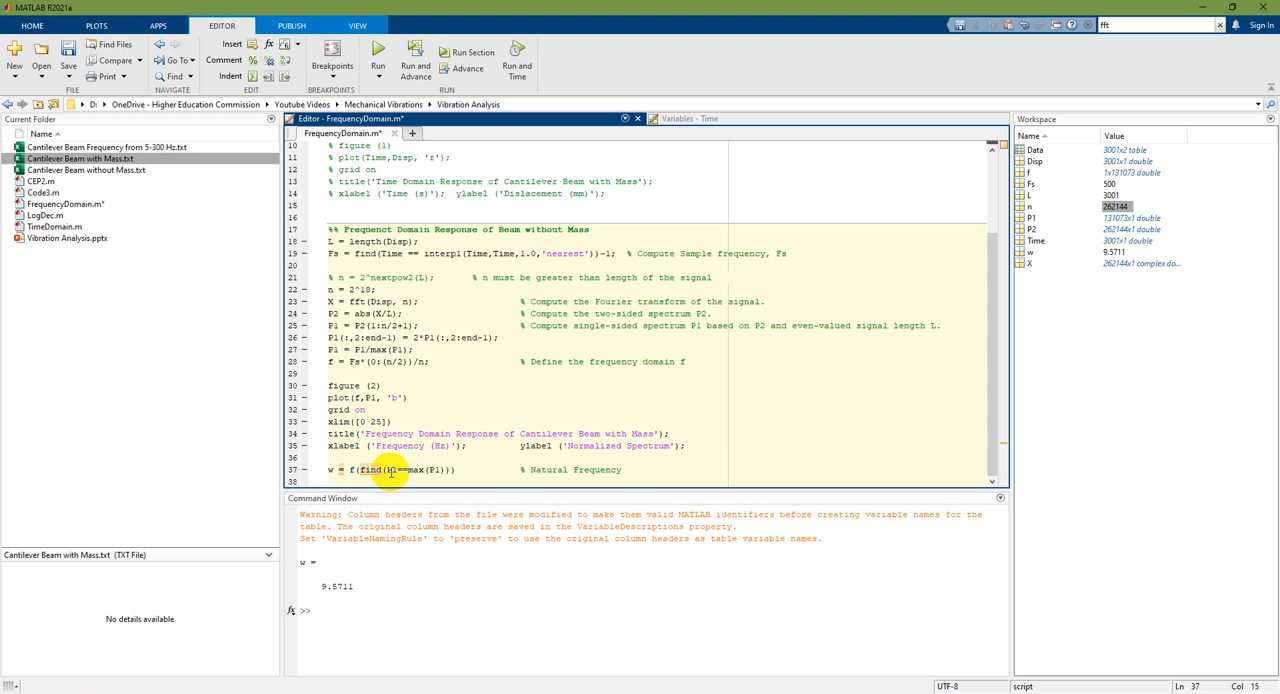 MATLAB R2021a
HOME PLOTS APPS EDITOR PUBLISH VIEW
fft Sign In
New Open Save Find Files Compare Print
Go To Find
Insert Comment Indent
Breakpoints
Run Run and Advance Run Section Advance Run and Time
FILE NAVIGATE EDIT BREAKPOINTS RUN
D: OneDrive - Higher Education Commission Youtube Videos Mechanical Vibrations Vibration Analysis
Current Folder
Name
Cantilever Beam Frequency from 5-300 Hz.txt
Cantilever Beam with Mass.txt
Cantilever Beam without Mass.txt
CEP2.m
Code3.m
FrequencyDomain.m*
LogDec.m
TimeDomain.m
Vibration Analysis.pptx
Cantilever Beam with Mass.txt (TXT File)
No details available
Editor - FrequencyDomain.m*
Variables - Time
FrequencyDomain.m*
10 % figure (1)
11 % plot(Time,Disp, 'r');
12 % grid on
13 % title('Time Domain Response of Cantilever Beam with Mass');
14 % xlabel ('Time (s)'); ylabel ('Dislacement (mm)');
15
16
17 %% Frequenct Domain Response of Beam without Mass
18 – L = length(Disp);
19 – Fs = find(Time == interp1(Time,Time,1.0,'nearest'))-1; % Compute Sample frequency, Fs
20
21 % n = 2^nextpow2(L); % n must be greater than length of the signal
22 – n = 2^18;
23 – X = fft(Disp, n); % Compute the Fourier transform of the signal.
24 – P2 = abs(X/L); % Compute the two-sided spectrum P2.
25 – P1 = P2(1:n/2+1); % Compute single-sided spectrum P1 based on P2 and even-valued signal length L.
26 – P1(:,2:end-1) = 2*P1(:,2:end-1);
27 – P1 = P1/max(P1);
28 – f = Fs*(0:(n/2))/n; % Define the frequency domain f
29
30 – figure (2)
31 – plot(f,P1, 'b')
32 – grid on
33 – xlim([0 25])
34 – title('Frequency Domain Response of Cantilever Beam with Mass');
35 – xlabel ('Frequency (Hz)'); ylabel ('Normalized Spectrum');
36
37 – w = f(find(P1==max(P1))) % Natural Frequency
38
Command Window
Warning: Column headers from the file were modified to make them valid MATLAB identifiers before creating variable names for the
table. The original column headers are saved in the VariableDescriptions property.
Set 'VariableNamingRule' to 'preserve' to use the original column headers as table variable names.
w =
9.5711
fx >>
Workspace
Name Value
Data 3001x2 table
Disp 3001x1 double
f 1x131073 double
Fs 500
L 3001
n 262144
P1 131073x1 double
P2 262144x1 double
Time 3001x1 double
w 9.5711
X 262144x1 complex do...
UTF-8 script Ln 37 Col 15